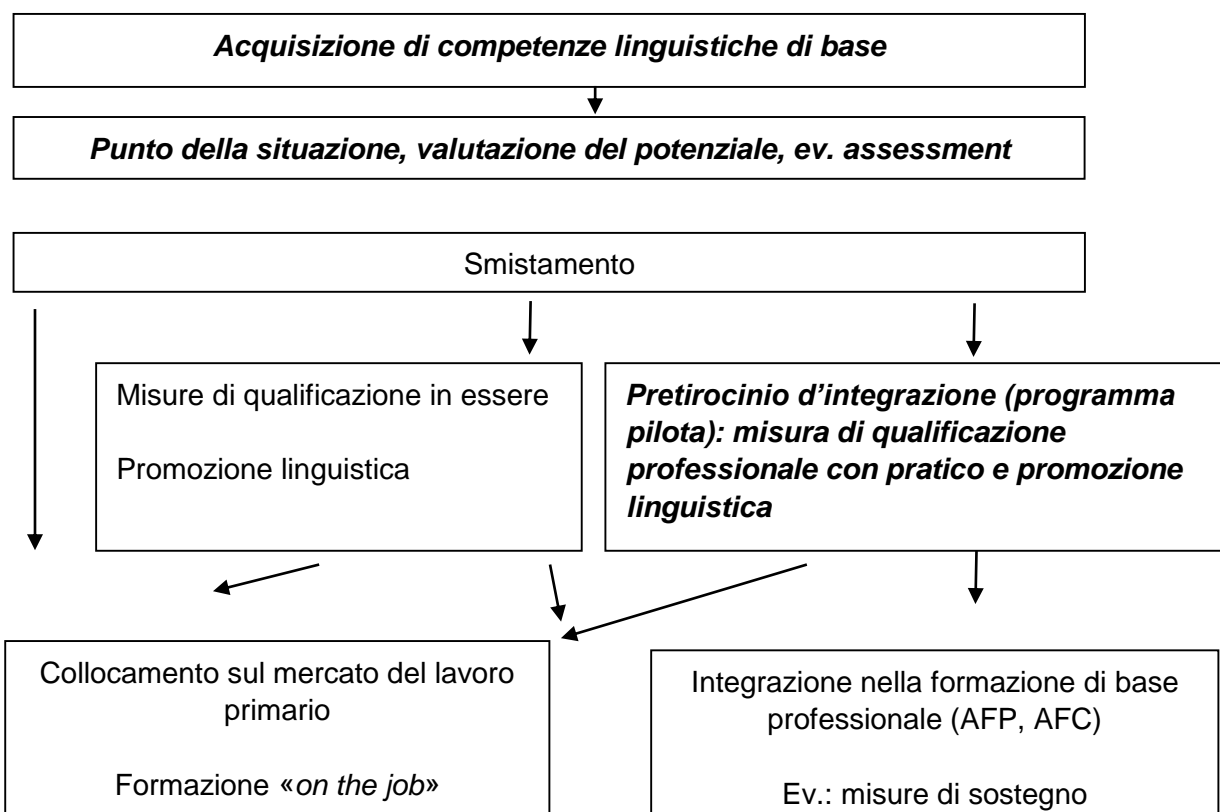 Acquisizione di competenze linguistiche di base
Punto della situazione, valutazione del potenziale, ev. assessment
Smistamento
Misure di qualificazione in essere
Promozione linguistica
Pretirocinio d’integrazione (programma
pilota): misura di qualificazione
professionale con pratico e promozione
linguistica
Collocamento sul mercato del lavoro
primario
Formazione «on the job»
Integrazione nella formazione di base
professionale (AFP, AFC)
Ev.: misure di sostegno